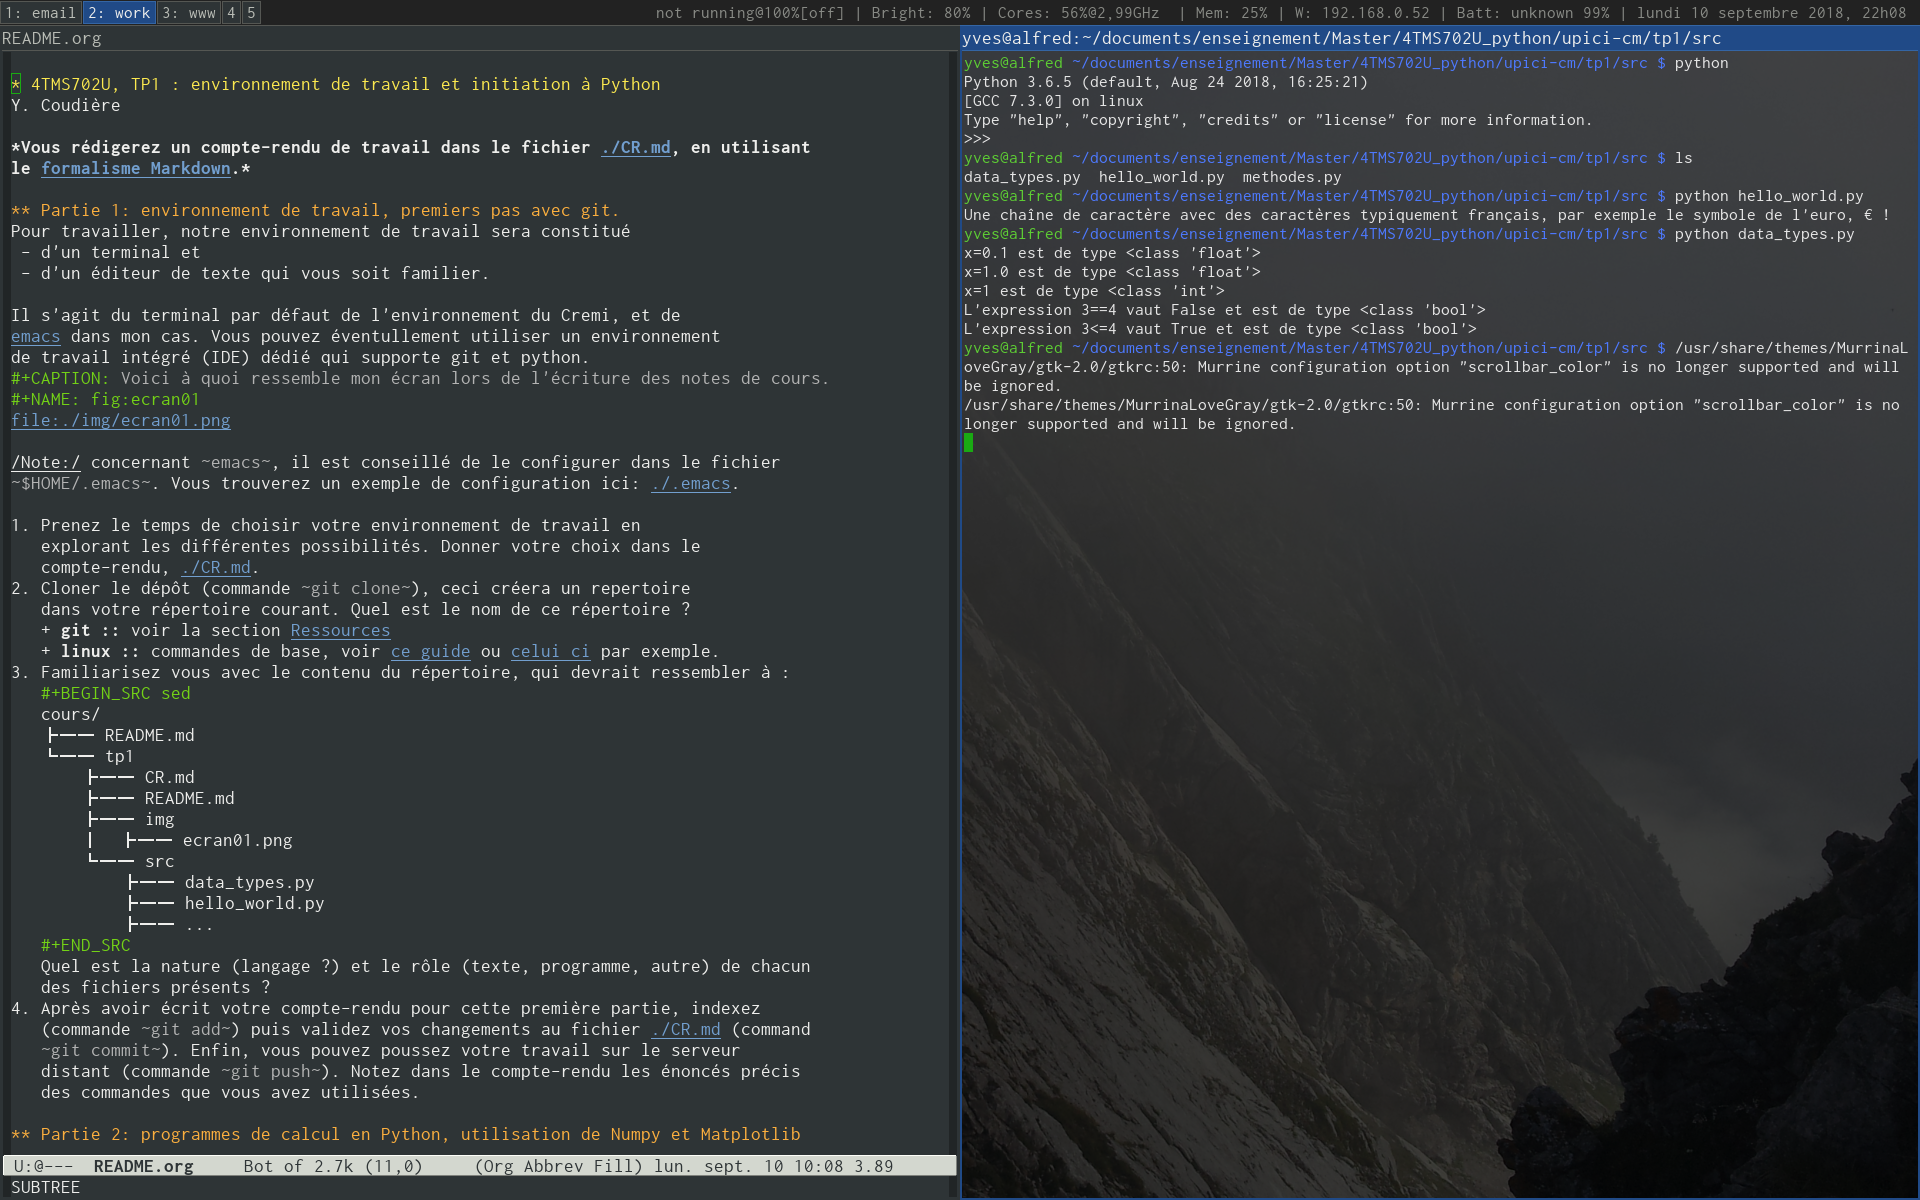 1: email 2: work 3: www 4 5 not running@100%[off] | Bright: 80% | Cores: 56%@2,99GHz | Mem: 25% | W: 192.168.0.52 | Batt: unknown 99% | lundi 10 septembre 2018, 22h08
README.org
* 4TMS702U, TP1 : environnement de travail et initiation à Python
Y. Coudière
*Vous rédigerez un compte-rendu de travail dans le fichier ./CR.md, en utilisant
le formalisme Markdown.*
** Partie 1: environnement de travail, premiers pas avec git.
Pour travailler, notre environnement de travail sera constitué
- d'un terminal et
- d'un éditeur de texte qui vous soit familier.
Il s'agit du terminal par défaut de l'environnement du Cremi, et de
emacs dans mon cas. Vous pouvez éventullement utiliser un environnement
de travail intégré (IDE) dédié qui supporte git et python.
#+CAPTION: Voici à quoi ressemble mon écran lors de l'écriture des notes de cours.
#+NAME: fig:ecran01
file:./img/ecran01.png
/Note:/ concernant ~emacs~, il est conseillé de le configurer dans le fichier
~$HOME/.emacs~. Vous trouverez un exemple de configuration ici: ./.emacs.
1. Prenez le temps de choisir votre environnement de travail en
explorant les différentes possibilités. Donner votre choix dans le
compte-rendu, ./CR.md.
2. Cloner le dépôt (commande ~git clone~), ceci créera un repertoire
dans votre répertoire courant. Quel est le nom de ce répertoire ?
+ git :: voir la section Ressources
+ linux :: commandes de base, voir ce guide ou celui ci par exemple.
3. Familiarisez vous avec le contenu du répertoire, qui devrait ressembler à :
#+BEGIN_SRC sed
cours/
├── README.md
└── tp1
├── CR.md
├── README.md
├── img
│   ├── ecran01.png
└── src
├── data_types.py
├── hello_world.py
├── ...
#+END_SRC
Quel est la nature (langage ?) et le rôle (texte, programme, autre) de chacun
des fichiers présents ?
4. Après avoir écrit votre compte-rendu pour cette première partie, indexez
(commande ~git add~) puis validez vos changements au fichier ./CR.md (command
~git commit~). Enfin, vous pouvez poussez votre travail sur le serveur
distant (commande ~git push~). Notez dans le compte-rendu les énoncés précis
des commandes que vous avez utilisées.
** Partie 2: programmes de calcul en Python, utilisation de Numpy et Matplotlib
U:@--- README.org Bot of 2.7k (11,0) (Org Abbrev Fill) lun. sept. 10 10:08 3.89
SUBTREE
yves@alfred:~/documents/enseignement/Master/4TMS702U_python/upici-cm/tp1/src
yves@alfred ~/documents/enseignement/Master/4TMS702U_python/upici-cm/tp1/src $ python
Python 3.6.5 (default, Aug 24 2018, 16:25:21)
[GCC 7.3.0] on linux
Type "help", "copyright", "credits" or "license" for more information.
>>>
yves@alfred ~/documents/enseignement/Master/4TMS702U_python/upici-cm/tp1/src $ ls
data_types.py  hello_world.py  methodes.py
yves@alfred ~/documents/enseignement/Master/4TMS702U_python/upici-cm/tp1/src $ python hello_world.py
Une chaîne de caractère avec des caractères typiquement français, par exemple le symbole de l'euro, € !
yves@alfred ~/documents/enseignement/Master/4TMS702U_python/upici-cm/tp1/src $ python data_types.py
x=0.1 est de type <class 'float'>
x=1.0 est de type <class 'float'>
x=1 est de type <class 'int'>
L'expression 3==4 vaut False et est de type <class 'bool'>
L'expression 3<=4 vaut True et est de type <class 'bool'>
yves@alfred ~/documents/enseignement/Master/4TMS702U_python/upici-cm/tp1/src $ /usr/share/themes/MurrinaL
oveGray/gtk-2.0/gtkrc:50: Murrine configuration option "scrollbar_color" is no longer supported and will
be ignored.
/usr/share/themes/MurrinaLoveGray/gtk-2.0/gtkrc:50: Murrine configuration option "scrollbar_color" is no
longer supported and will be ignored.